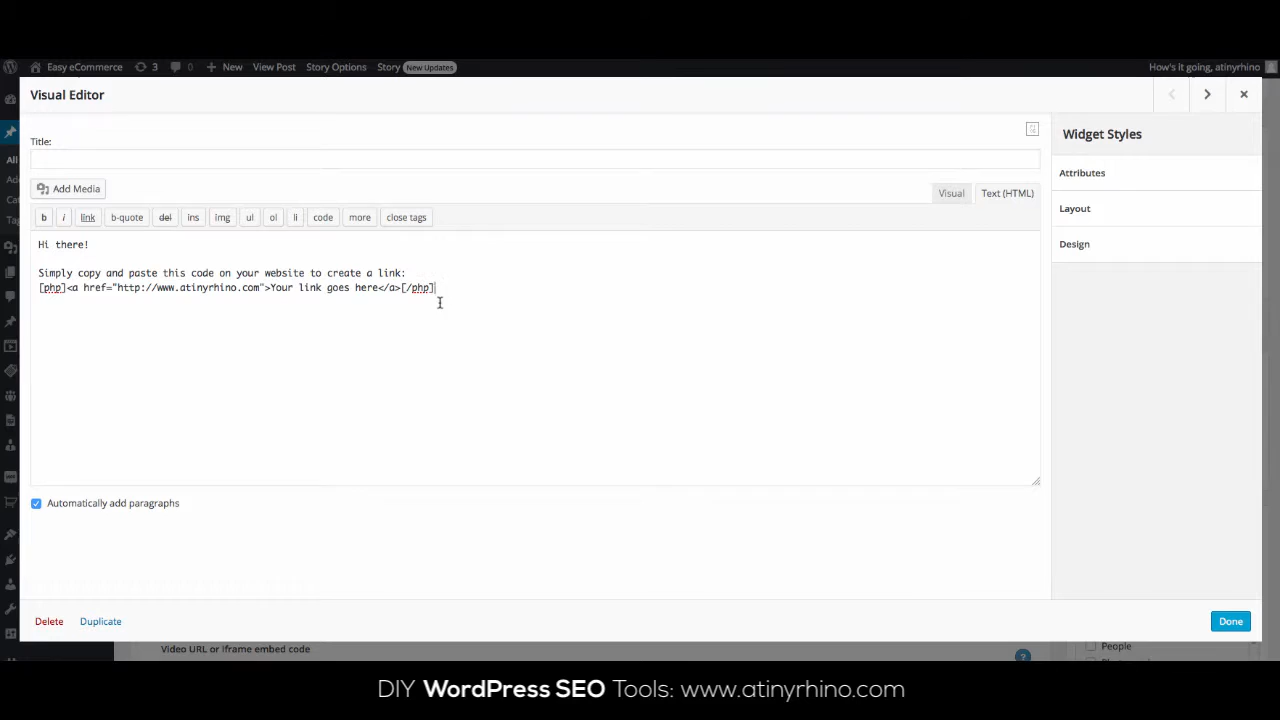 Easy eCommerce 3 0 New View Post Story Options Story New Updates How's it going, atinyrhino
Visual Editor
Widget Styles
Title:
Attributes
Add Media
Visual Text (HTML)
Layout
b i link b-quote del ins img ul ol li code more close tags
Design
Hi there!
Simply copy and paste this code on your website to create a link:
[php]<a href="http://www.atinyrhino.com">Your link goes here</a>[/php]
Automatically add paragraphs
Delete Duplicate
Done
Video URL or Iframe embed code
People
DIY WordPress SEO Tools: www.atinyrhino.com